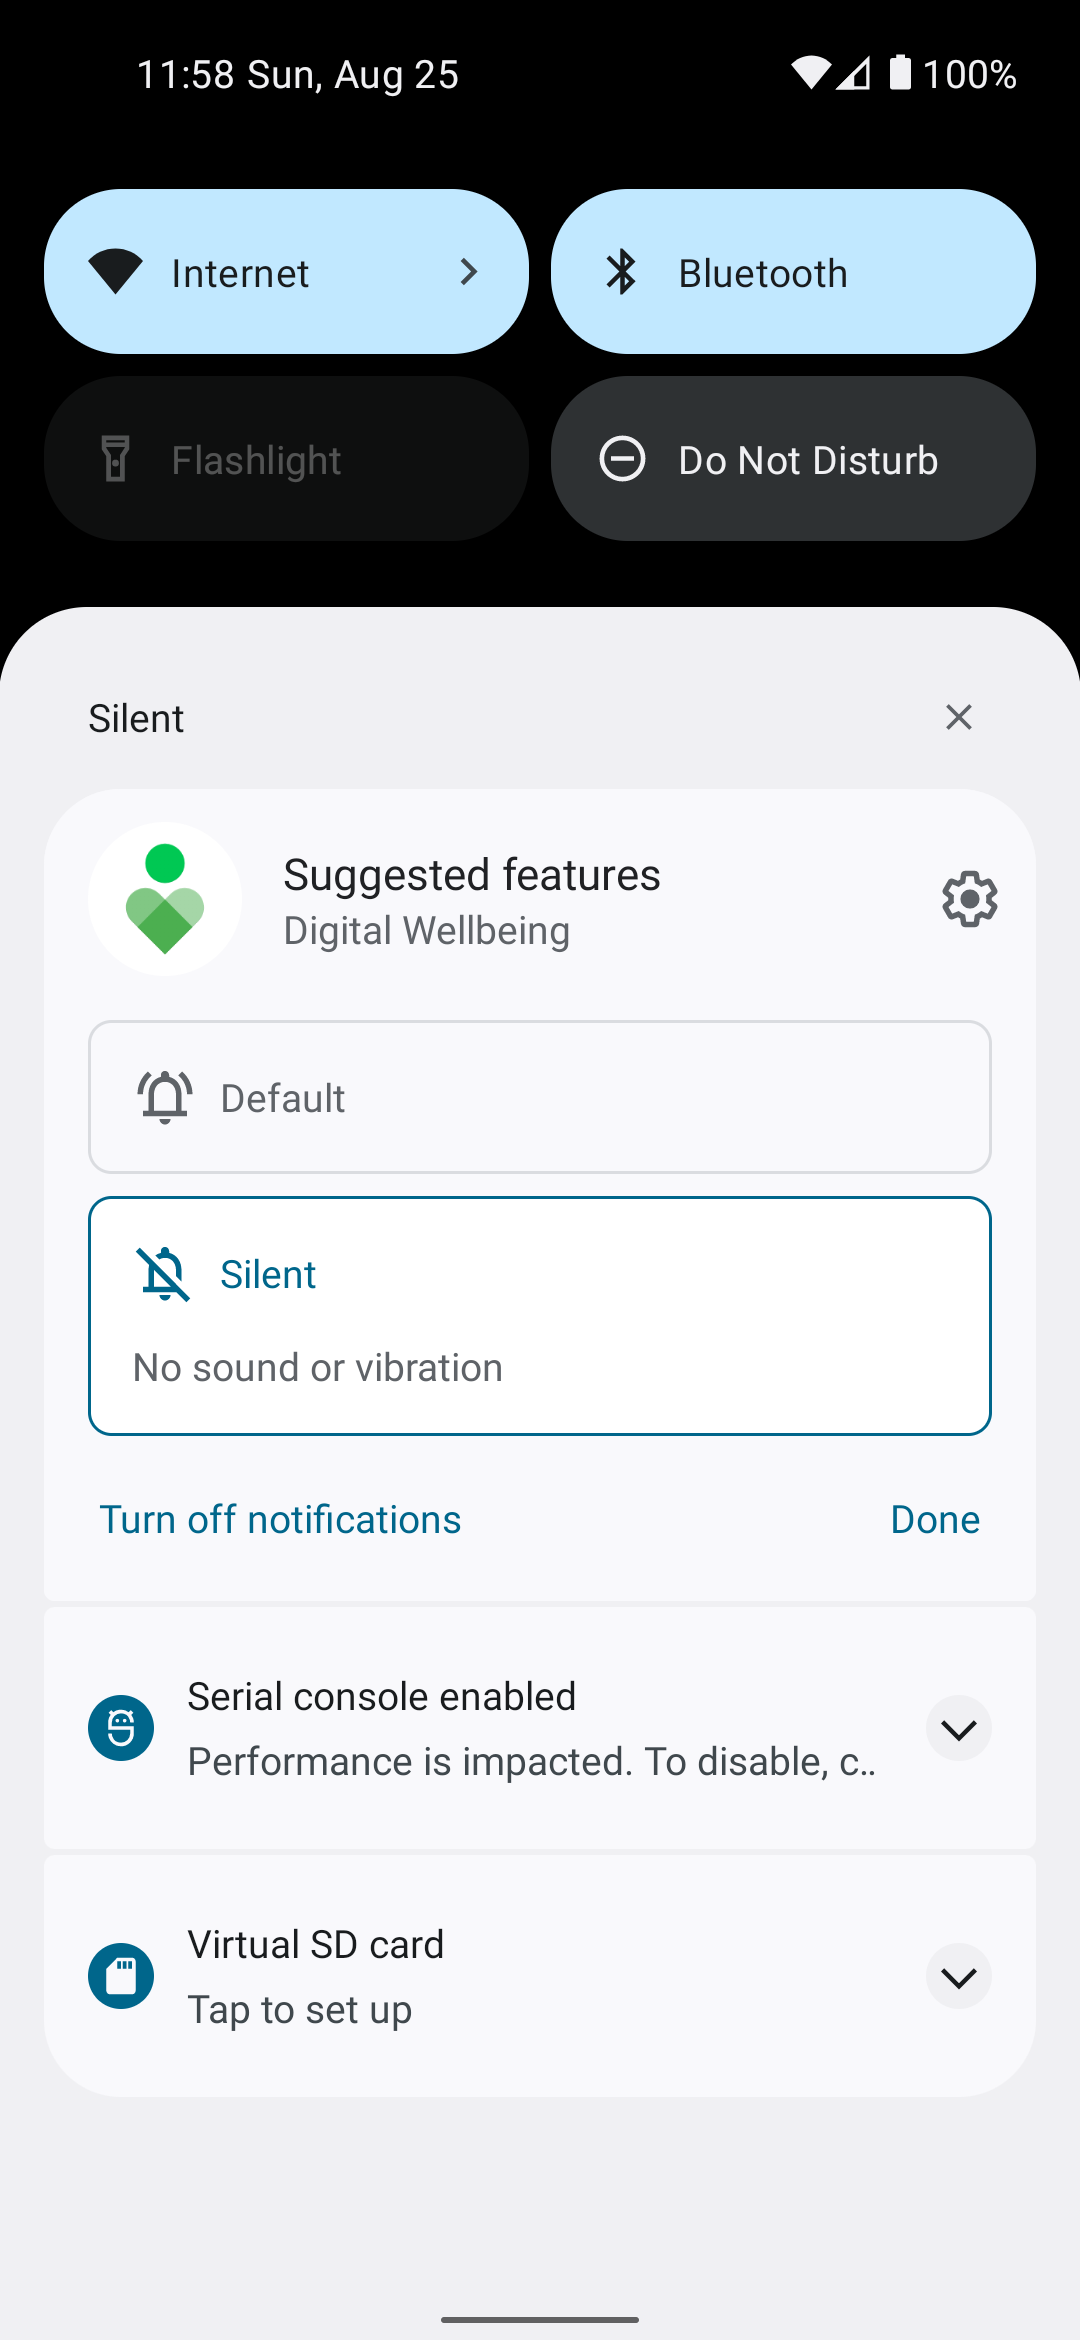 11:58 Sun, Aug 25
100%
Internet
Bluetooth
Flashlight
Do Not Disturb
Silent
Suggested features
Digital Wellbeing
Default
Silent
No sound or vibration
Turn off notifications
Done
Serial console enabled
Performance is impacted. To disable, c..
Virtual SD card
Tap to set up